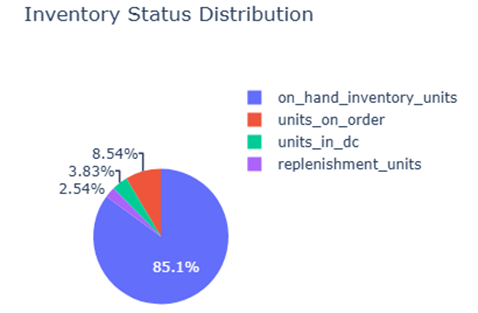 Inventory Status Distribution
on_hand_inventory_units
units_on_order
units_in_dc
replenishment_units
8.54%
3.83%
2.54%
85.1%